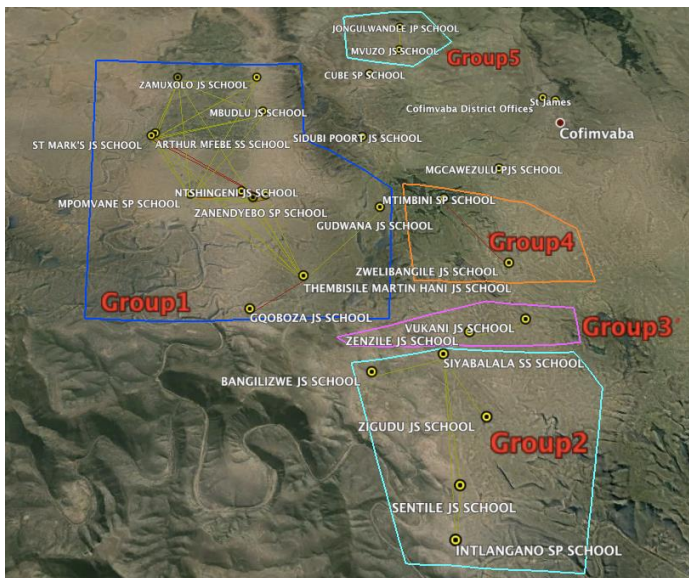 JONGULWANDLE JP SCHOOL
MVUZO JS SCHOOL
Group5
CUBE SP SCHOOL
ZAMUXOLO JS SCHOOL
Cofimvaba District Offices
St James
MBUDLU JS SCHOOL
Cofimvaba
ST MARK'S JS SCHOOL
ARTHUR MFEBE SS SCHOOL
SIDUBI POORT JS SCHOOL
MGCAWEZULU PJS SCHOOL
NTSHINGENI JS SCHOOL
MPOMVANE SP SCHOOL
MTIMBINI SP SCHOOL
ZANENDYEBO SP SCHOOL
GUDWANA JS SCHOOL
Group4
ZWELIBANGILE JS SCHOOL
THEMBISILE MARTIN HANI JS SCHOOL
Group1
GQOBOZA JS SCHOOL
VUKANI JS SCHOOL
Group3
ZENZILE JS SCHOOL
SIYABALALA SS SCHOOL
BANGILIZWE JS SCHOOL
ZIGUDU JS SCHOOL
Group2
SENTILE JS SCHOOL
INTLANGANO SP SCHOOL